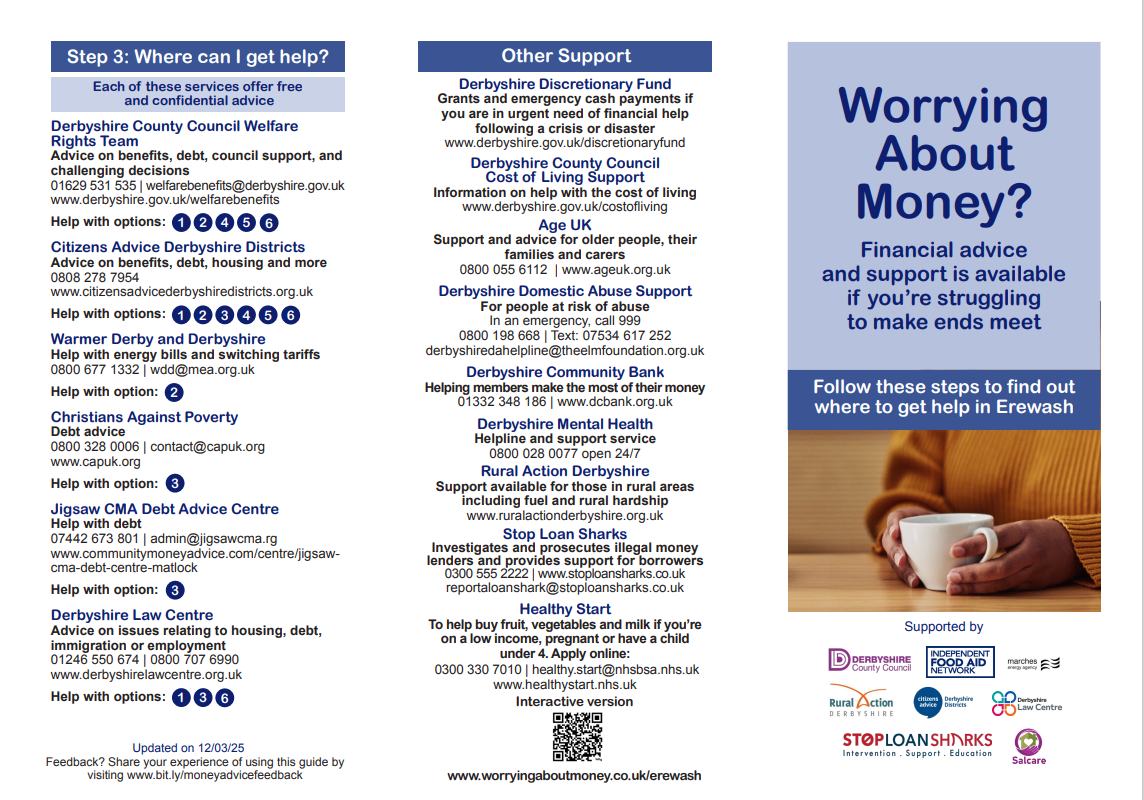 Step 3: Where can I get help?
Each of these services offer free
and confidential advice
Derbyshire County Council Welfare
Rights Team
Advice on benefits, debt, council support, and
challenging decisions
01629 531 535 | welfarebenefits@derbyshire.gov.uk
www.derbyshire.gov.uk/welfarebenefits
Help with options: 1 2 4 5 6
Citizens Advice Derbyshire Districts
Advice on benefits, debt, housing and more
0808 278 7954
www.citizensadvicederbyshiredistricts.org.uk
Help with options: 1 2 3 4 5 6
Warmer Derby and Derbyshire
Help with energy bills and switching tariffs
0800 677 1332 | wdd@mea.org.uk
Help with option: 2
Christians Against Poverty
Debt advice
0800 328 0006 | contact@capuk.org
www.capuk.org
Help with option: 3
Jigsaw CMA Debt Advice Centre
Help with debt
07442 673 801 | admin@jigsawcma.rg
www.communitymoneyadvice.com/centre/jigsaw-
cma-debt-centre-matlock
Help with option: 3
Derbyshire Law Centre
Advice on issues relating to housing, debt,
immigration or employment
01246 550 674 | 0800 707 6990
www.derbyshirelawcentre.org.uk
Help with options: 1 3 6
Updated on 12/03/25
Feedback? Share your experience of using this guide by
visiting www.bit.ly/moneyadvicefeedback
Other Support
Derbyshire Discretionary Fund
Grants and emergency cash payments if
you are in urgent need of financial help
following a crisis or disaster
www.derbyshire.gov.uk/discretionaryfund
Derbyshire County Council
Cost of Living Support
Information on help with the cost of living
www.derbyshire.gov.uk/costofliving
Age UK
Support and advice for older people, their
families and carers
0800 055 6112 | www.ageuk.org.uk
Derbyshire Domestic Abuse Support
For people at risk of abuse
In an emergency, call 999
0800 198 668 | Text: 07534 617 252
derbyshiredahelpline@theelmfoundation.org.uk
Derbyshire Community Bank
Helping members make the most of their money
01332 348 186 | www.dcbank.org.uk
Derbyshire Mental Health
Helpline and support service
0800 028 0077 open 24/7
Rural Action Derbyshire
Support available for those in rural areas
including fuel and rural hardship
www.ruralactionderbyshire.org.uk
Stop Loan Sharks
Investigates and prosecutes illegal money
lenders and provides support for borrowers
0300 555 2222 | www.stoploansharks.co.uk
reportaloanshark@stoploansharks.co.uk
Healthy Start
To help buy fruit, vegetables and milk if you're
on a low income, pregnant or have a child
under 4. Apply online:
0300 330 7010 | healthy.start@nhsbsa.nhs.uk
www.healthystart.nhs.uk
Interactive version
www.worryingaboutmoney.co.uk/erewash
Worrying
About
Money?
Financial advice
and support is available
if you're struggling
to make ends meet
Follow these steps to find out
where to get help in Erewash
Supported by
DERBYSHIRE
County Council
INDEPENDENT
FOOD AID
NETWORK
marches
energy agency
Rural Action
DERBYSHIRE
citizens
advice
Derbyshire
Districts
Derbyshire
Law Centre
STOPLOANSHARKS
Intervention . Support . Education
Salcare